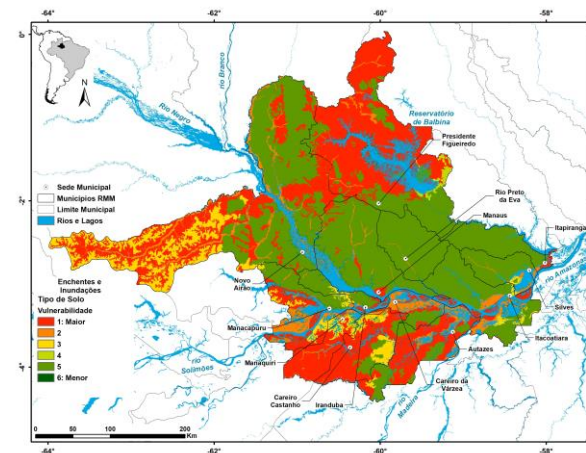 -62°
-60°
-58°
0°
N
Rio Negro
rio Branco
Reservatório
de Balbina
Presidente
Figueiredo
Rio Preto
da Eva
Manaus
Itapiranga
Sede Municipal
Municípios RMM
Limite Municipal
Rios e Lagos
-2°
rio Amazonas
Enchentes e
Inundações
Tipo de Solo
Vulnerabilidade
1: Maior
2
3
4
5
6: Menor
Novo
Airão
Manacapuru
rio
Solimões
Manaquiri
Careiro
Castanho
Iranduba
rio
Madeira
Careiro da
Várzea
Autazes
Itacoatiara
Silves
-4°
0
50
100
200
Km
-64°
-62°
-60°
-58°